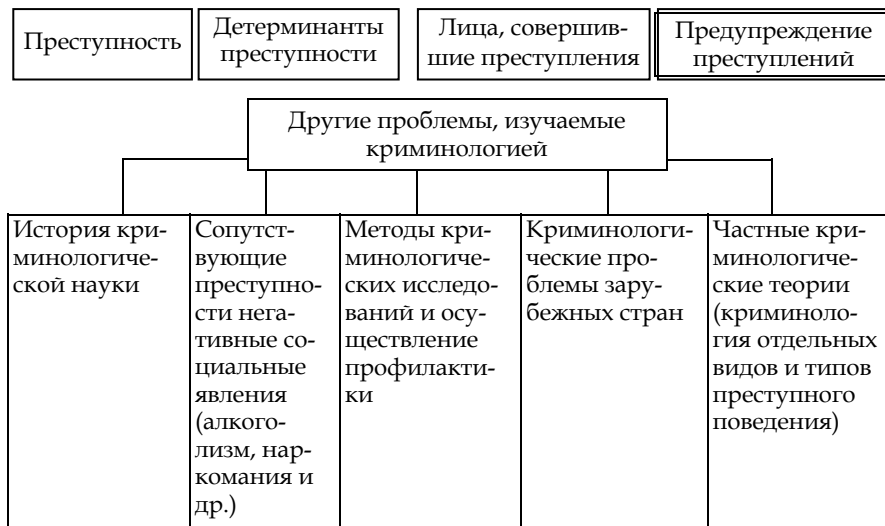 Преступность
Детерминанты
преступности
Лица, совершив-
шие преступления
Предупреждение
преступлений
Другие проблемы, изучаемые
криминологией
История кри-
минологиче-
ской науки
Сопутст-
вующие
преступно-
сти нега-
тивные со-
циальные
явления
(алкого-
лизм, нар-
комания и
др.)
Методы кри-
минологиче-
ских исследо-
ваний и осу-
ществление
профилакти-
ки
Криминологи-
ческие про-
блемы зару-
бежных стран
Частные кри-
минологиче-
ские теории
(криминоло-
гия отдельных
видов и типов
преступного
поведения)